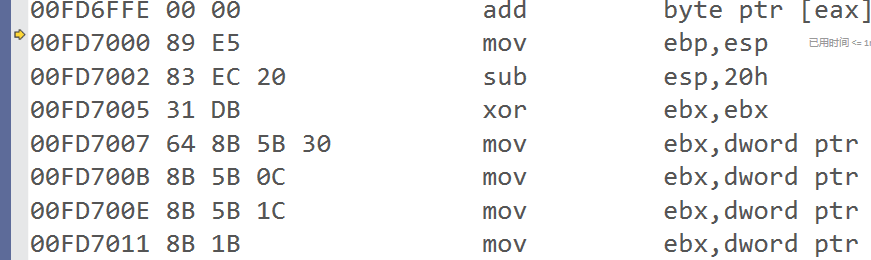 00FD6FFE 00 00 add byte ptr [eax]
00FD7000 89 E5 mov ebp,esp 已用时间 <= 1
00FD7002 83 EC 20 sub esp,20h
00FD7005 31 DB xor ebx,ebx
00FD7007 64 8B 5B 30 mov ebx,dword ptr
00FD700B 8B 5B 0C mov ebx,dword ptr
00FD700E 8B 5B 1C mov ebx,dword ptr
00FD7011 8B 1B mov ebx,dword ptr